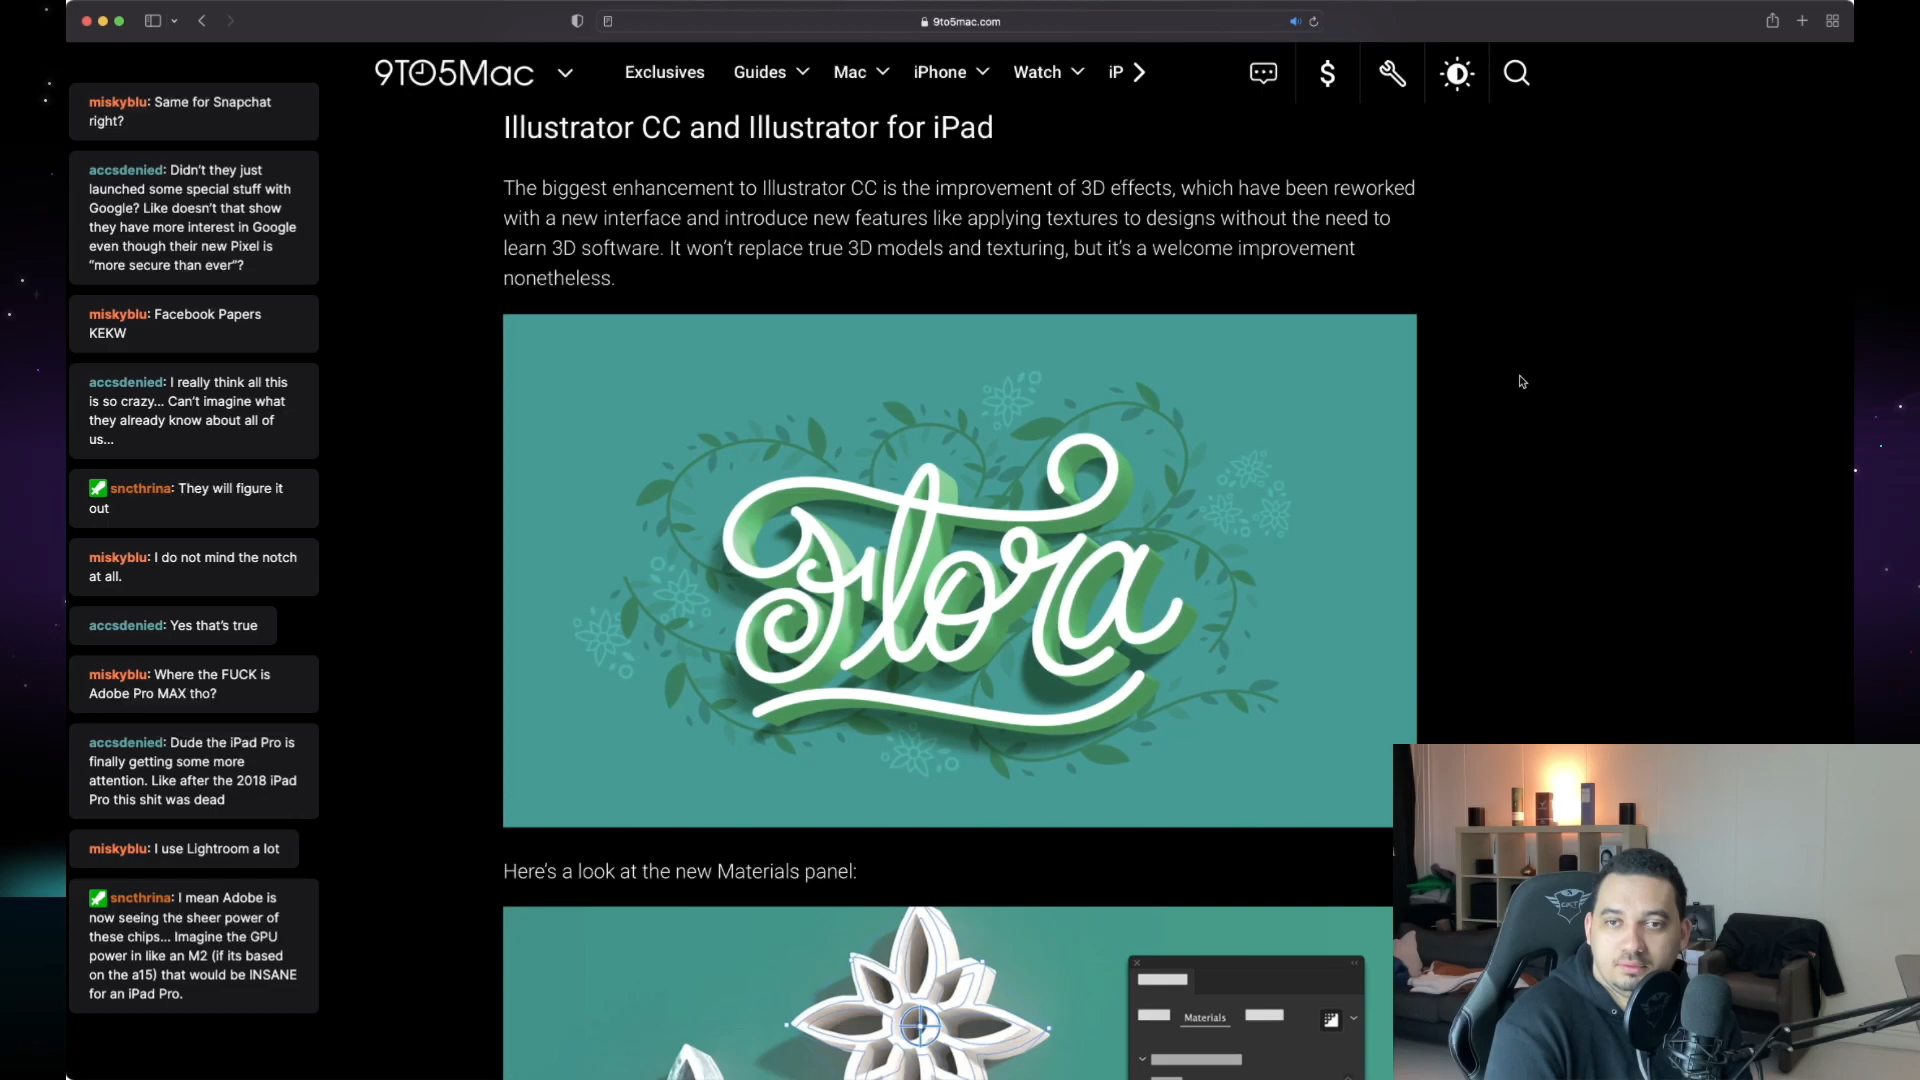 9to5mac.com
9TO5Mac
Exclusives
Guides
Mac
iPhone
Watch
iP
miskyblu: Same for Snapchat
right?
accsdenied: Didn't they just
launched some special stuff with
Google? Like doesn't that show
they have more interest in Google
even though their new Pixel is
“more secure than ever”?
miskyblu: Facebook Papers
KEKW
accsdenied: I really think all this
is so crazy... Can't imagine what
they already know about all of
us...
sncthrina: They will figure it
out
miskyblu: I do not mind the notch
at all.
accsdenied: Yes that's true
miskyblu: Where the FUCK is
Adobe Pro MAX tho?
accsdenied: Dude the iPad Pro is
finally getting some more
attention. Like after the 2018 iPad
Pro this shit was dead
miskyblu: I use Lightroom a lot
sncthrina: I mean Adobe is
now seeing the sheer power of
these chips... Imagine the GPU
power in like an M2 (if its based
on the a15) that would be INSANE
for an iPad Pro.
Illustrator CC and Illustrator for iPad
The biggest enhancement to Illustrator CC is the improvement of 3D effects, which have been reworked
with a new interface and introduce new features like applying textures to designs without the need to
learn 3D software. It won't replace true 3D models and texturing, but it's a welcome improvement
nonetheless.
Flora
Here's a look at the new Materials panel:
Materials